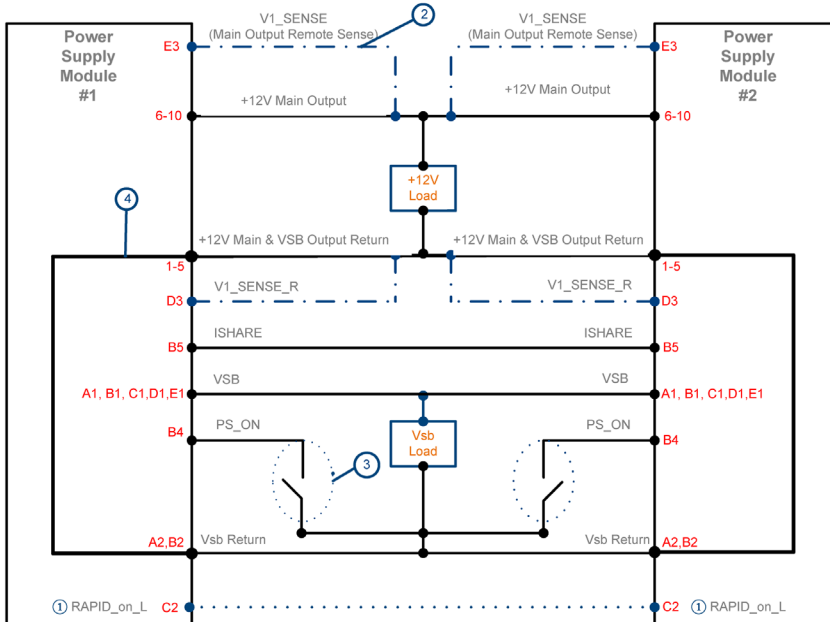 Power
Supply
Module
#1
V1_SENSE
(Main Output Remote Sense)
2
V1_SENSE
(Main Output Remote Sense)
Power
Supply
Module
#2
E3
E3
+12V Main Output
+12V Main Output
6-10
6-10
+12V
Load
4
+12V Main & VSB Output Return
+12V Main & VSB Output Return
1-5
1-5
D3
V1_SENSE_R
V1_SENSE_R
D3
ISHARE
ISHARE
B5
B5
VSB
VSB
A1, B1, C1,D1,E1
A1, B1, C1,D1,E1
B4
PS_ON
PS_ON
B4
Vsb
Load
3
A2,B2
Vsb Return
Vsb Return
A2,B2
1 RAPID_on_L C2
C2 1 RAPID_on_L